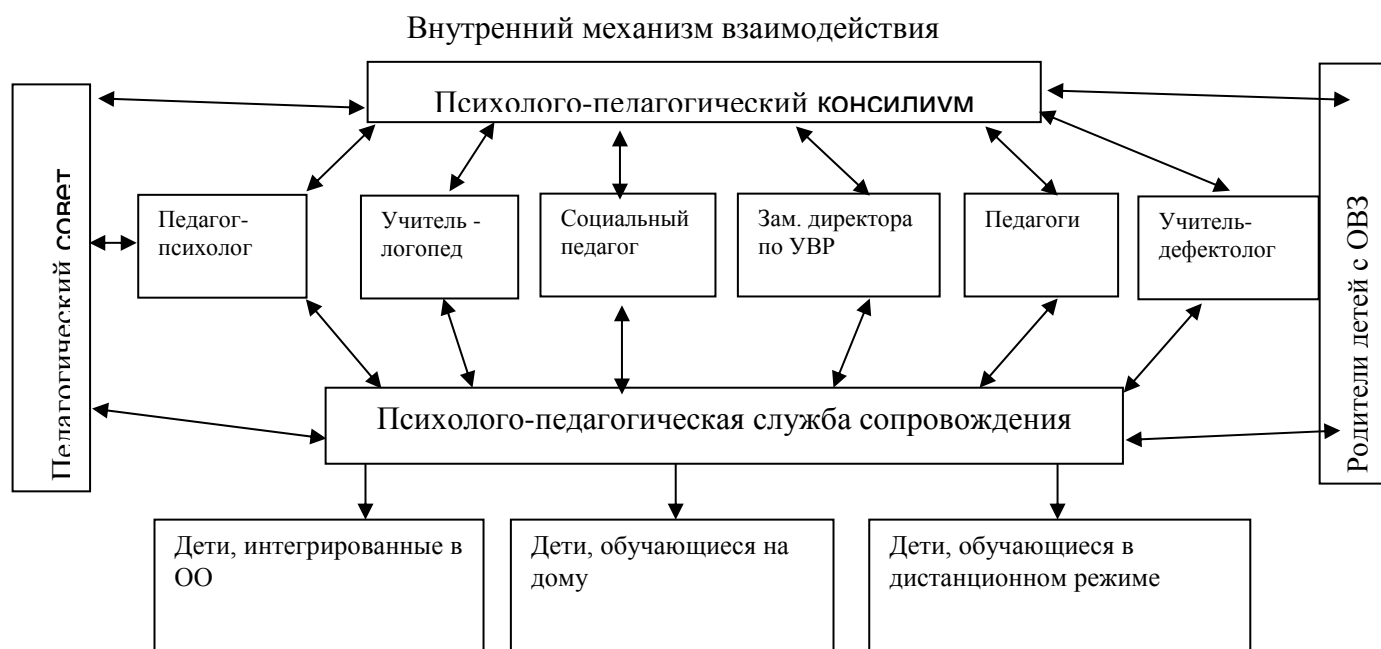 Внутренний механизм взаимодействия
Психолого-педагогический консилиум
Педагогический совет
Педагог-
психолог
Учитель -
логопед
Социальный
педагог
Зам. директора
по УВР
Педагоги
Учитель-
дефектолог
Родители детей с ОВЗ
Психолого-педагогическая служба сопровождения
Дети, интегрированные в
ОО
Дети, обучающиеся на
дому
Дети, обучающиеся в
дистанционном режиме